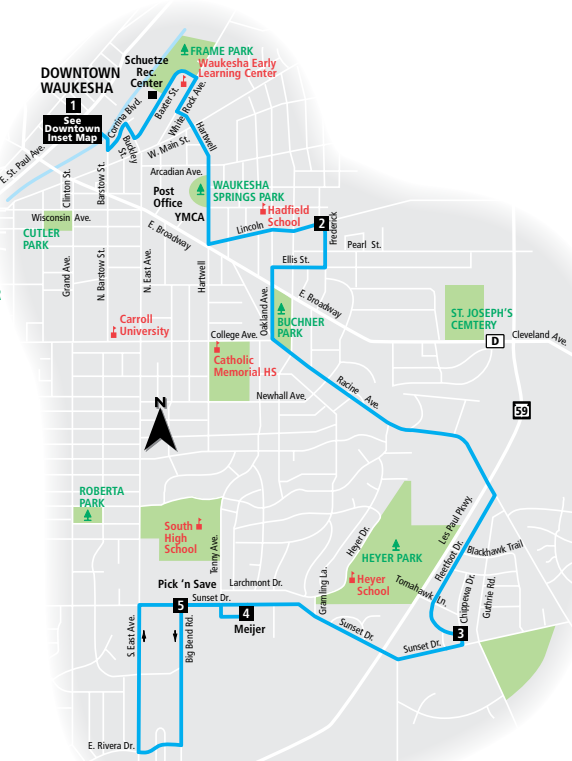 FRAME PARK
Schuetze
Rec.
Center
Waukesha Early
Learning Center
DOWNTOWN
WAUKESHA
1
See
Downtown
Inset Map
Cortina Blvd.
Baxter St.
White Rock Ave.
Buckley
St.
W. Main St.
Hartwell
E. St. Paul Ave.
Clinton St.
Barstow St.
Arcadian Ave.
Post
Office
WAUKESHA
SPRINGS PARK
YMCA
Hadfield
School
Wisconsin Ave.
CUTLER
PARK
E. Broadway
Lincoln
2
Frederick
Pearl St.
Grand Ave.
N. Barstow St.
N. East Ave.
Hartwell
Ellis St.
Oakland Ave.
E. Broadway
BUCHNER
PARK
ST. JOSEPH'S
CEMTERY
Carroll
University
College Ave.
D
Cleveland Ave.
Catholic
Memorial HS
Newhall Ave.
Racine Ave.
59
N
ROBERTA
PARK
South
High
School
Tenny Ave.
Heyer Dr.
HEYER PARK
Les Paul Pkwy.
Fleetfoot Dr.
Blackhawk Trail
Heyer
School
Tomahawk Ln.
Chippewa Dr.
Guthrie Rd.
Gramling La.
Pick 'n Save
Larchmont Dr.
Sunset Dr.
5
4
Meijer
3
Sunset Dr.
Sunset Dr.
S. East Ave.
Big Bend Rd.
E. Rivera Dr.